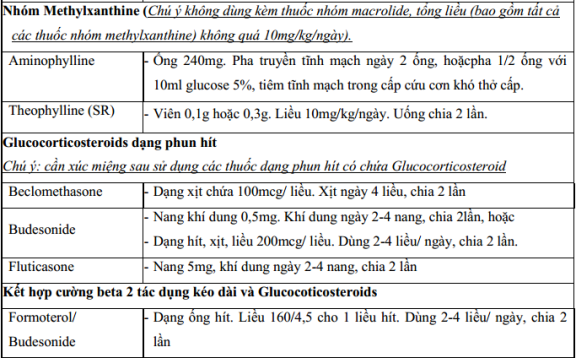 Nhóm Methylxanthine (Chú ý không dùng kèm thuốc nhóm macrolide, tổng liều (bao gồm tất cả
các thuốc nhóm methylxanthine) không quá 10mg/kg/ngày).
Aminophylline
- Ống 240mg. Pha truyền tĩnh mạch ngày 2 ống, hoặcpha 1/2 ống với
10ml glucose 5%, tiêm tĩnh mạch trong cấp cứu cơn khó thở cấp.
Theophylline (SR)
- Viên 0,1g hoặc 0,3g. Liều 10mg/kg/ngày. Uống chia 2 lần.
Glucocorticosteroids dạng phun hít
Chú ý: cần xúc miệng sau sử dụng các thuốc dạng phun hít có chứa Glucocorticosteroid
Beclomethasone
- Dạng xịt chứa 100mcg/ liều. Xịt ngày 4 liều, chia 2 lần
Budesonide
- Nang khí dung 0,5mg. Khí dung ngày 2-4 nang, chia 2lần, hoặc
- Dạng hít, xịt, liều 200mcg/ liều. Dùng 2-4 liều/ ngày, chia 2 lần.
Fluticasone
- Nang 5mg, khí dung ngày 2-4 nang, chia 2 lần
Kết hợp cường beta 2 tác dụng kéo dài và Glucocoticosteroids
Formoterol/
Budesonide
- Dạng ống hít. Liều 160/4,5 cho 1 liều hít. Dùng 2-4 liều/ ngày, chia 2
lần